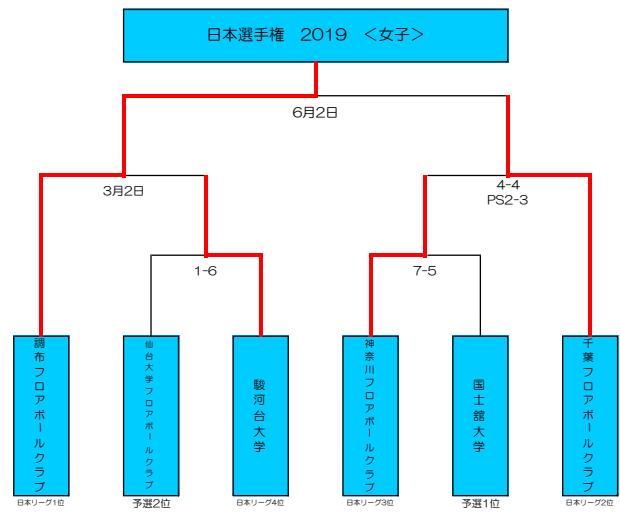 日本選手権 2019 <女子>
6月2日
3月2日
4-4
PS2-3
1-6
7-5
調布フロアボールクラブ
仙台大学フロアボールクラブ
駿河台大学
神奈川フロアボールクラブ
国士舘大学
千葉フロアボールクラブ
日本リーグ1位
予選2位
日本リーグ4位
日本リーグ3位
予選1位
日本リーグ2位